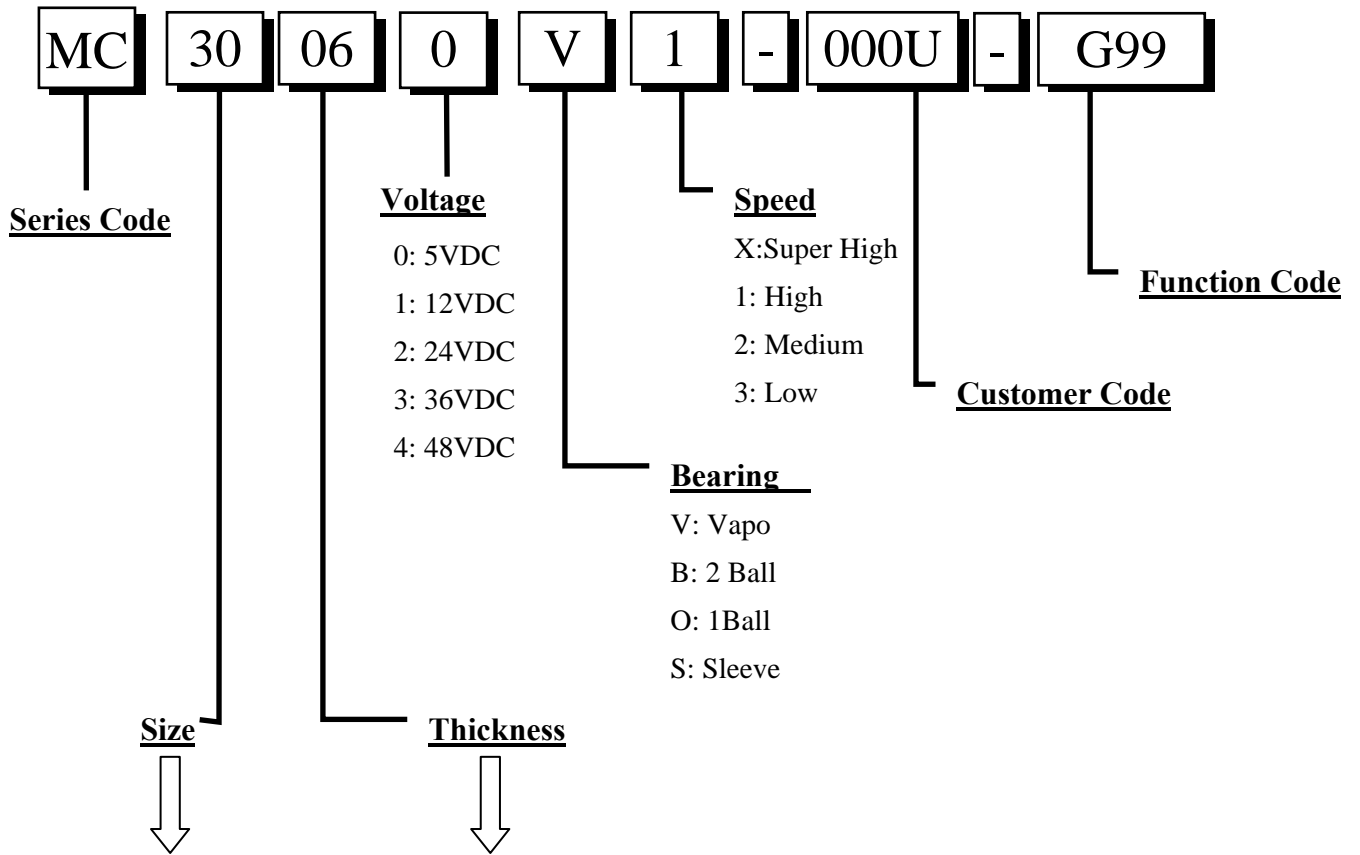 MC 30 06 0 V 1 - 000U - G99
Series Code
Voltage
0: 5VDC
1: 12VDC
2: 24VDC
3: 36VDC
4: 48VDC
Speed
X:Super High
1: High
2: Medium
3: Low
Function Code
Customer Code
Bearing
V: Vapo
B: 2 Ball
O: 1Ball
S: Sleeve
Size
Thickness